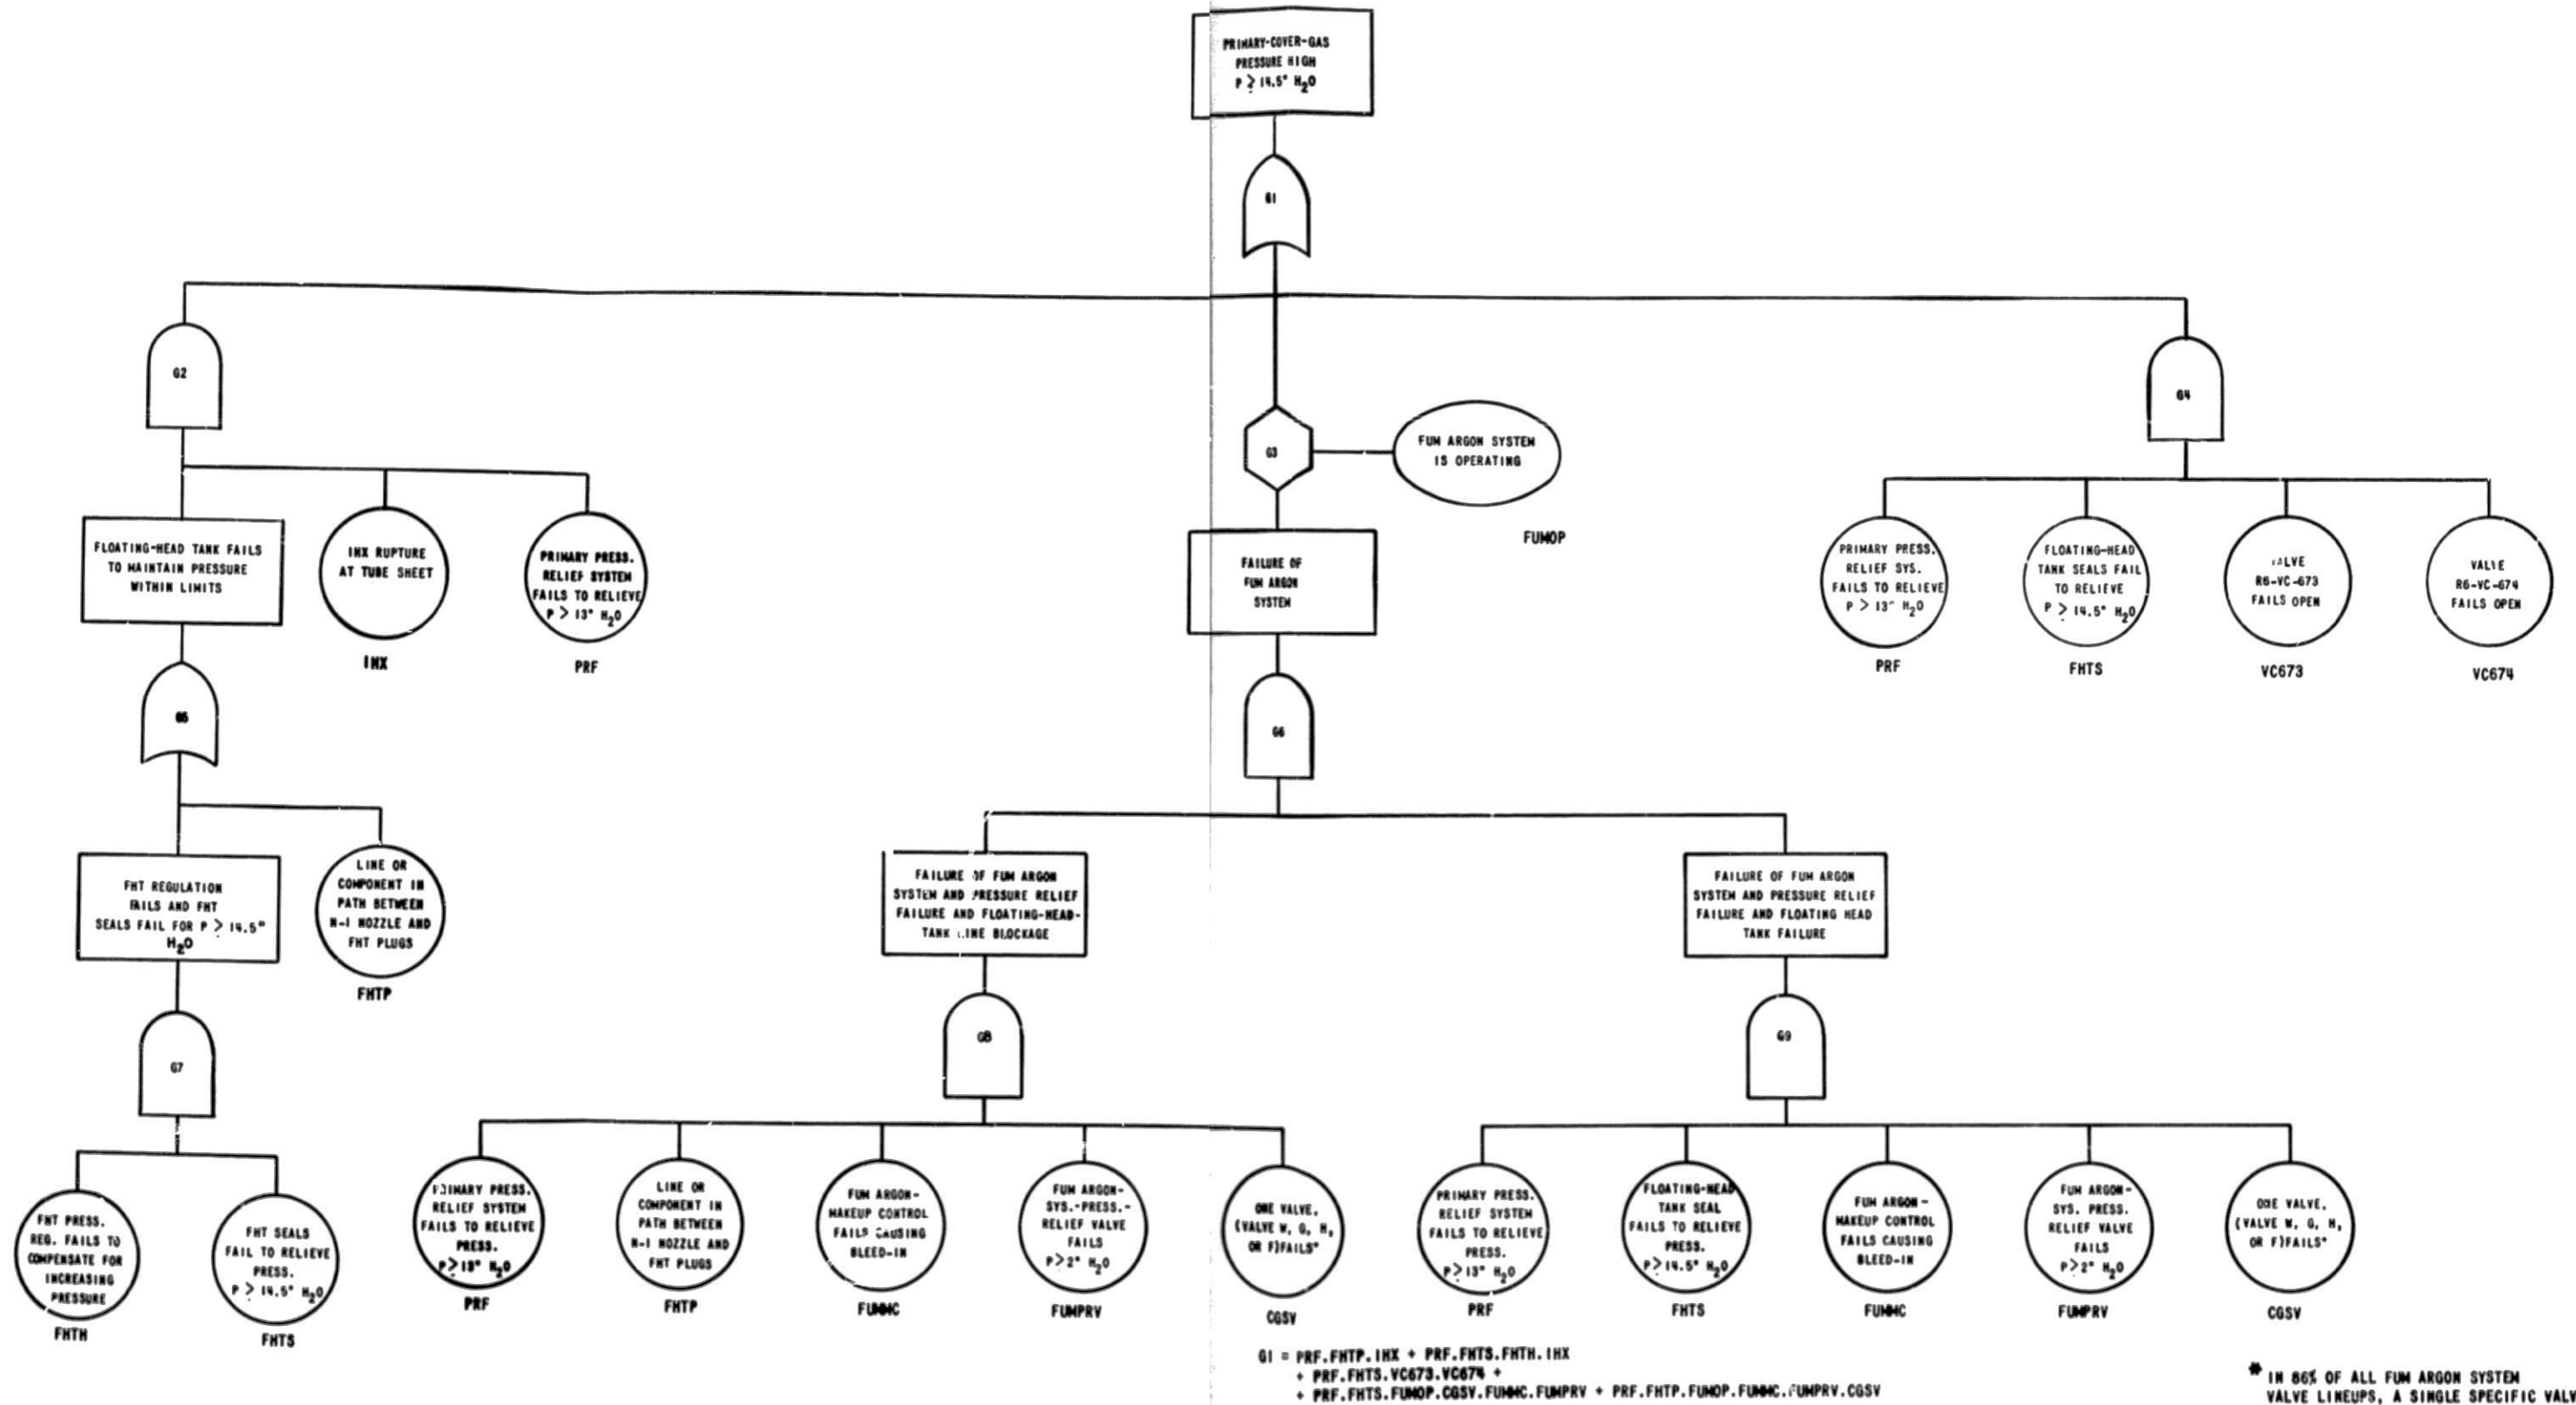 PRIMARY-COVER-GAS
PRESSURE HIGH
P ≥ 14.5" H2O
G1
G2
G3
FUM ARGON SYSTEM
IS OPERATING
FUMOP
G4
FLOATING-HEAD TANK FAILS
TO MAINTAIN PRESSURE
WITHIN LIMITS
IHX RUPTURE
AT TUBE SHEET
IHX
PRIMARY PRESS.
RELIEF SYSTEM
FAILS TO RELIEVE
P > 13" H2O
PRF
FAILURE OF
FUM ARGON
SYSTEM
PRIMARY PRESS.
RELIEF SYS.
FAILS TO RELIEVE
P > 13" H2O
PRF
FLOATING-HEAD
TANK SEALS FAIL
TO RELIEVE
P ≥ 14.5" H2O
FHTS
VALVE
R6-VC-673
FAILS OPEN
VC673
VALVE
R6-VC-674
FAILS OPEN
VC674
G5
G6
FHT REGULATION
FAILS AND FHT
SEALS FAIL FOR P ≥ 14.5"
H2O
LINE OR
COMPONENT IN
PATH BETWEEN
N-1 NOZZLE AND
FHT PLUGS
FHTP
FAILURE OF FUM ARGON
SYSTEM AND PRESSURE RELIEF
FAILURE AND FLOATING-HEAD-
TANK LINE BLOCKAGE
FAILURE OF FUM ARGON
SYSTEM AND PRESSURE RELIEF
FAILURE AND FLOATING HEAD
TANK FAILURE
G7
G8
G9
FHT PRESS.
REG. FAILS TO
COMPENSATE FOR
INCREASING
PRESSURE
FHTH
FHT SEALS
FAIL TO RELIEVE
PRESS.
P ≥ 14.5" H2O
FHTS
PRIMARY PRESS.
RELIEF SYSTEM
FAILS TO RELIEVE
PRESS.
P ≥ 13" H2O
PRF
LINE OR
COMPONENT IN
PATH BETWEEN
N-1 NOZZLE AND
FHT PLUGS
FHTP
FUM ARGON-
MAKEUP CONTROL
FAILS CAUSING
BLEED-IN
FUMMC
FUM ARGON-
SYS.-PRESS.-
RELIEF VALVE
FAILS
P > 2" H2O
FUMPRV
ONE VALVE,
(VALVE W, G, H,
OR F)FAILS*
CGSV
PRIMARY PRESS.
RELIEF SYSTEM
FAILS TO RELIEVE
PRESS.
P ≥ 13" H2O
PRF
FLOATING-HEAD
TANK SEAL
FAILS TO RELIEVE
PRESS.
P ≥ 14.5" H2O
FHTS
FUM ARGON-
MAKEUP CONTROL
FAILS CAUSING
BLEED-IN
FUMMC
FUM ARGON-
SYS. PRESS.
RELIEF VALVE
FAILS
P ≥ 2" H2O
FUMPRV
ONE VALVE,
(VALVE W, G, H,
OR F)FAILS*
CGSV
G1 = PRF.FHTP.IHX + PRF.FHTS.FHTH.IHX
+ PRF.FHTS.VC673.VC674 +
+ PRF.FHTS.FUMOP.CGSV.FUMMC.FUMPRV + PRF.FHTP.FUMOP.FUMMC.FUMPRV.CGSV
* IN 86% OF ALL FUM ARGON SYSTEM
VALVE LINEUPS, A SINGLE SPECIFIC VALV